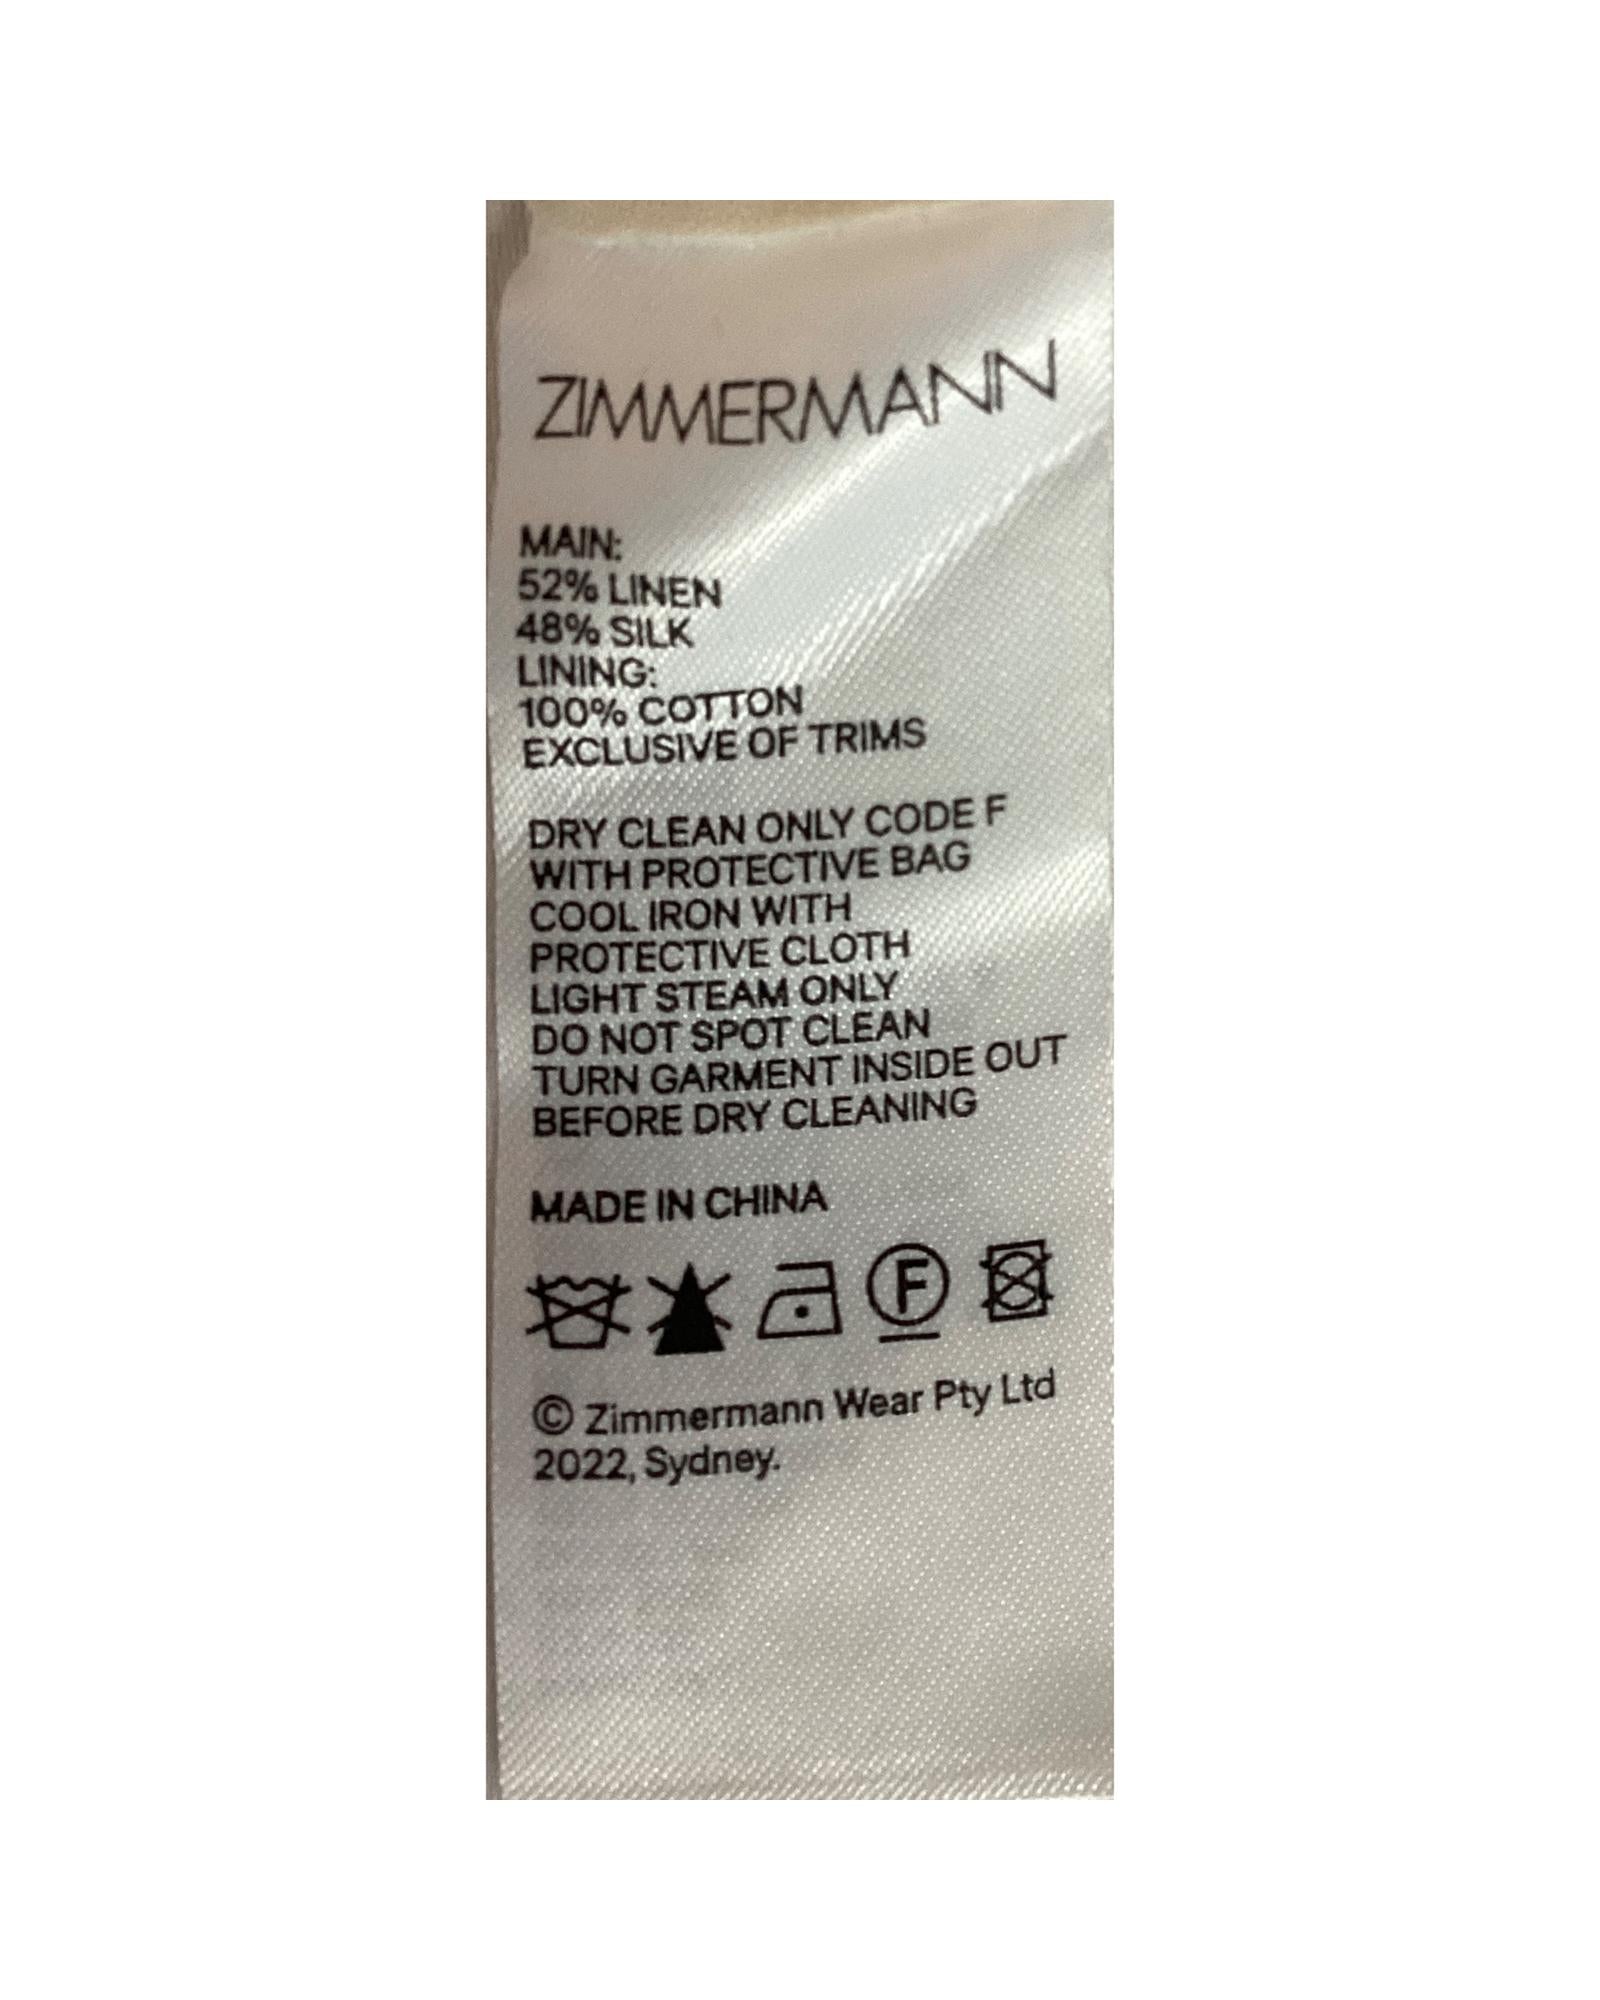 ZIMMERMANN
MAIN:
52% LINEN
48% SILK
LINING:
100% COTTON
EXCLUSIVE OF TRIMS
DRY CLEAN ONLY CODE F
WITH PROTECTIVE BAG
COOL IRON WITH
PROTECTIVE CLOTH
LIGHT STEAM ONLY
DO NOT SPOT CLEAN
TURN GARMENT INSIDE OUT
BEFORE DRY CLEANING
MADE IN CHINA
F
© Zimmermann Wear Pty Ltd
2022, Sydney.